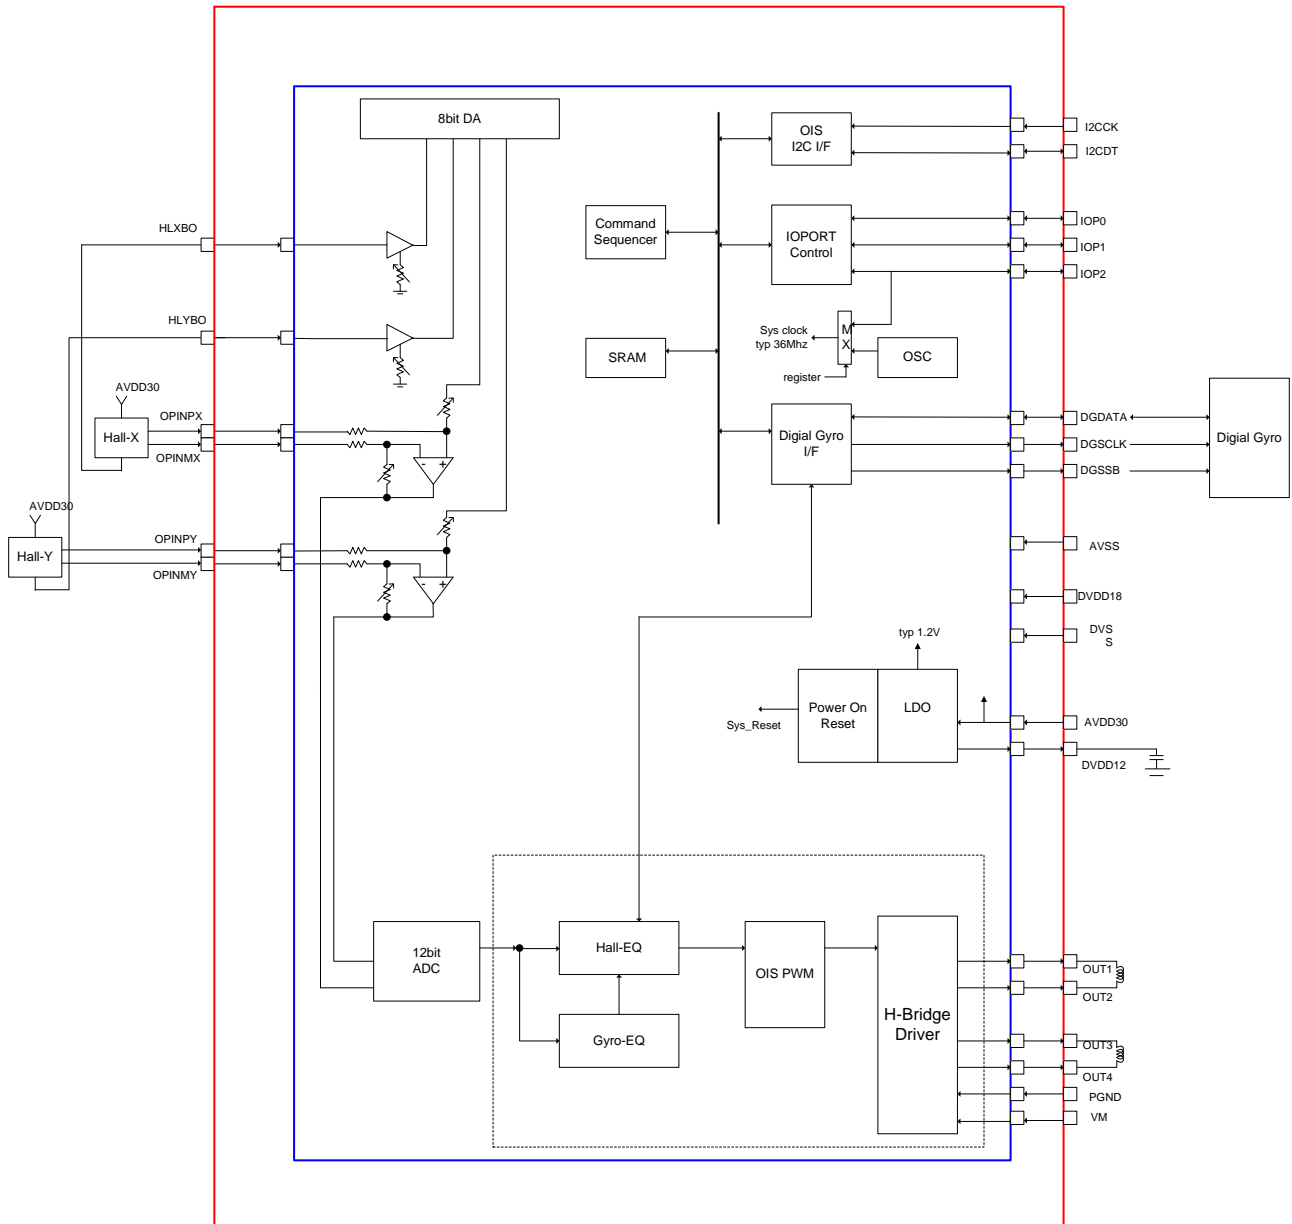 8bit DA
OIS
I2C I/F
I2CCK
I2CDT
Command
Sequencer
IOPORT
Control
IOP0
IOP1
IOP2
HLXBO
HLYBO
Sys clock
typ 36Mhz
M
X
OSC
SRAM
register
AVDD30
Hall-X
OPINPX
OPINMX
- +
Digial Gyro
I/F
DGDATA
DGSCLK
DGSSB
Digial Gyro
AVDD30
Hall-Y
OPINPY
OPINMY
- +
AVSS
DVDD18
DVS
S
typ 1.2V
Power On
Reset
LDO
Sys_Reset
AVDD30
DVDD12
12bit
ADC
Hall-EQ
Gyro-EQ
OIS PWM
H-Bridge
Driver
OUT1
OUT2
OUT3
OUT4
PGND
VM